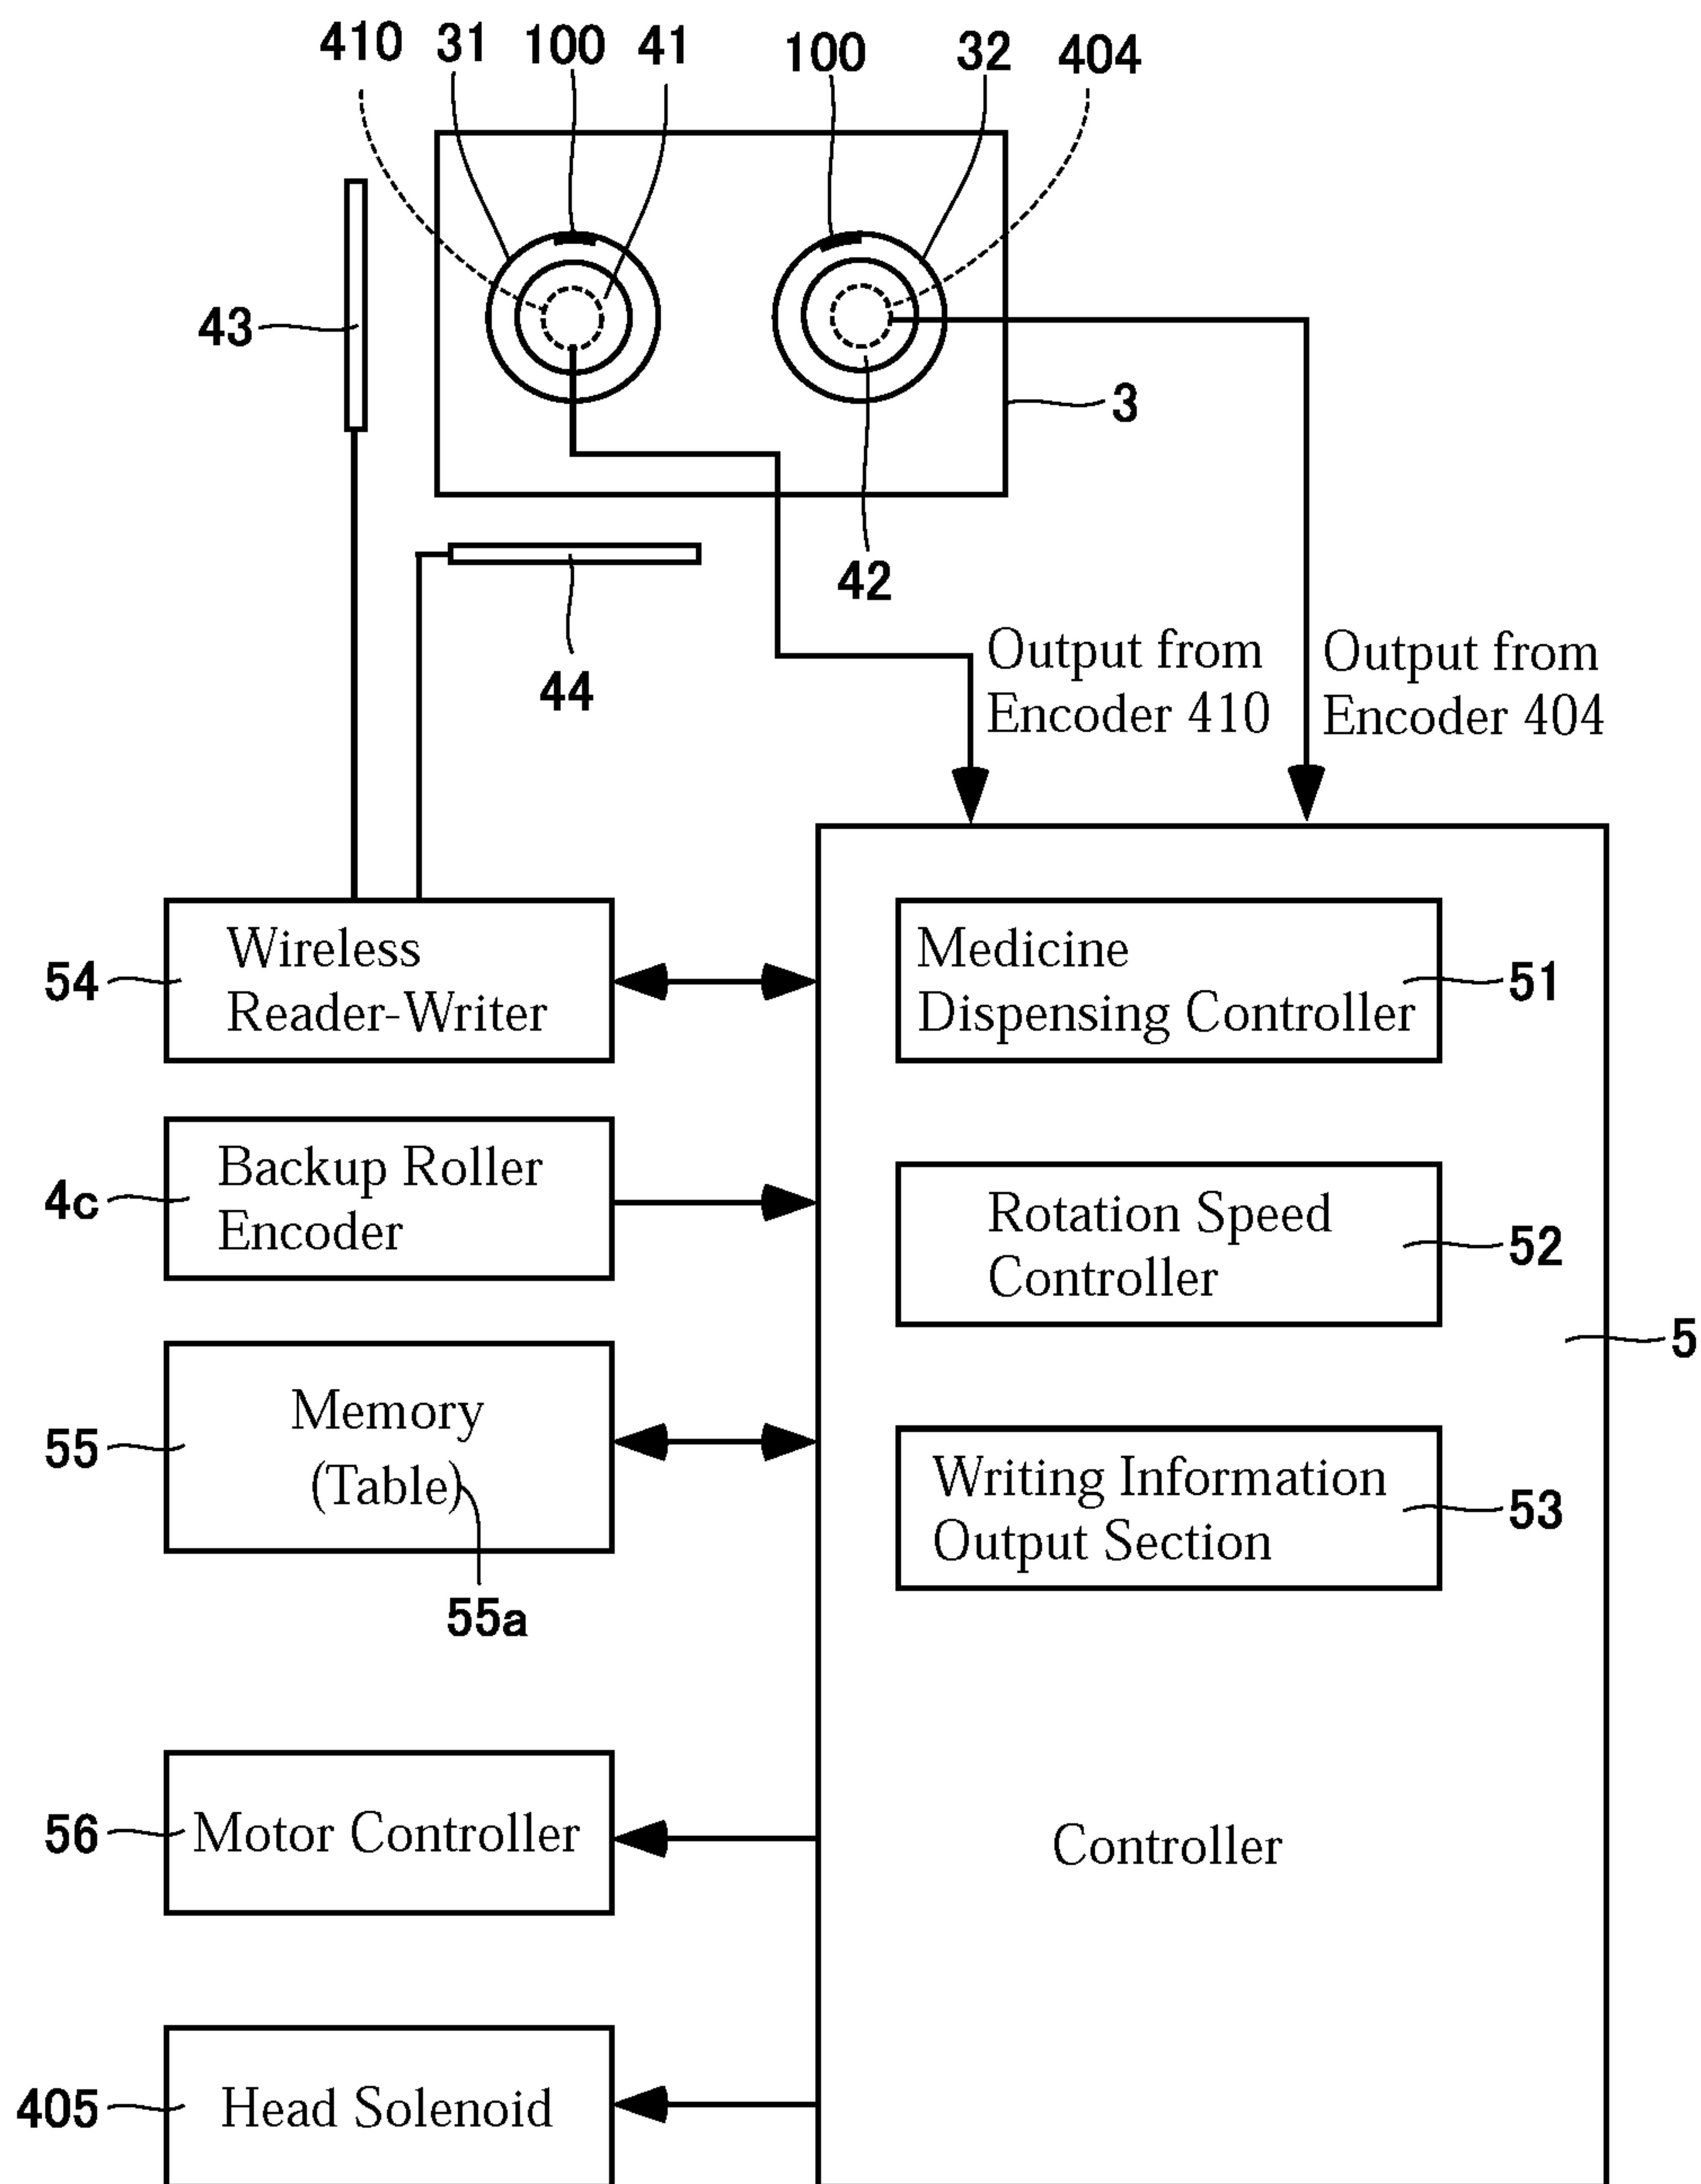 410 31 100 41 100 32 404
43
3
42
44
Output from
Encoder 410
Output from
Encoder 404
54
Wireless
Reader-Writer
Medicine
Dispensing Controller
51
4c
Backup Roller
Encoder
Rotation Speed
Controller
52
5
55
Memory
(Table)
55a
Writing Information
Output Section
53
56
Motor Controller
Controller
405
Head Solenoid